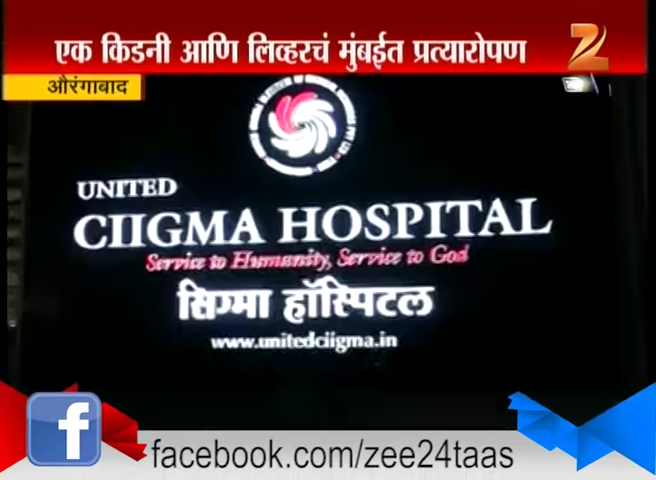 एक किडनी आणि लिव्हरचं मुंबईत प्रत्यारोपण
औरंगाबाद
UNITED
CIIGMA HOSPITAL
Service to Humanity, Service to God
सिग्मा हॉस्पिटल
www.unitedciigma.in
facebook.com/zee24taas